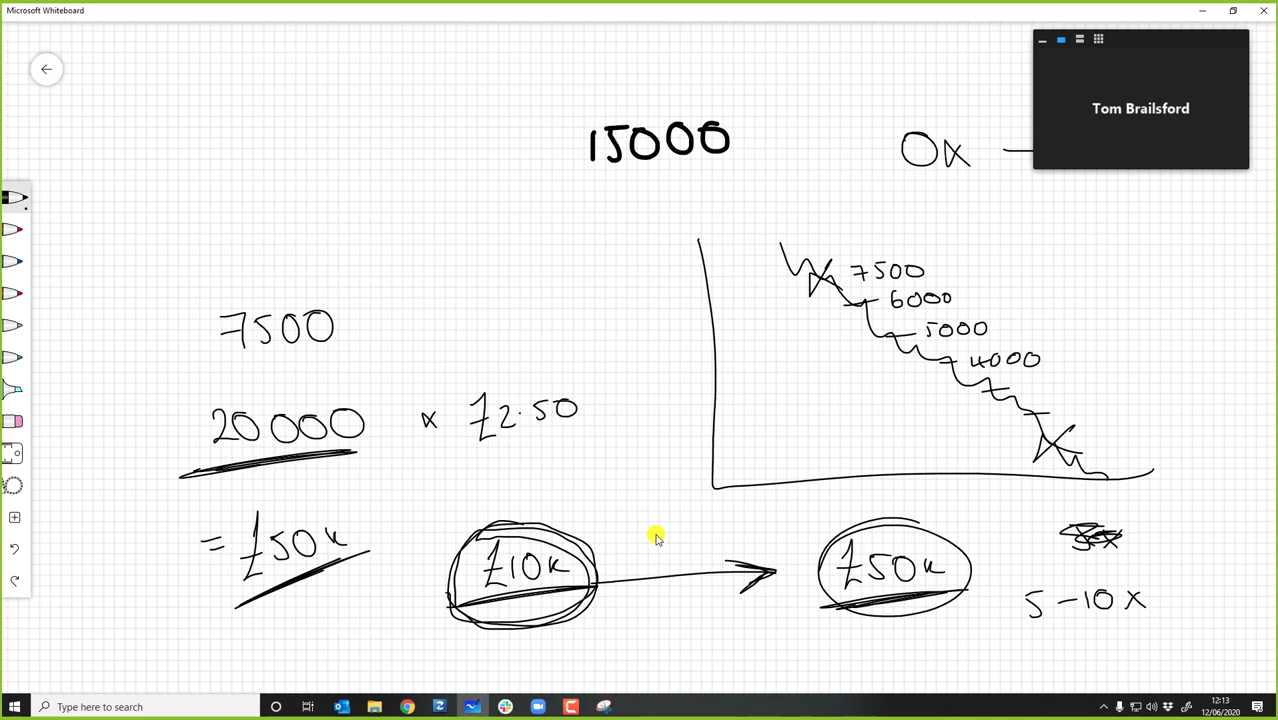 Microsoft Whiteboard
Tom Brailsford
15000
0x
7500
6000
5000
4000
7500
20000 x £2.50
= £50k
£10k
£50k
5-10x
Type here to search
12:13
12/06/2020